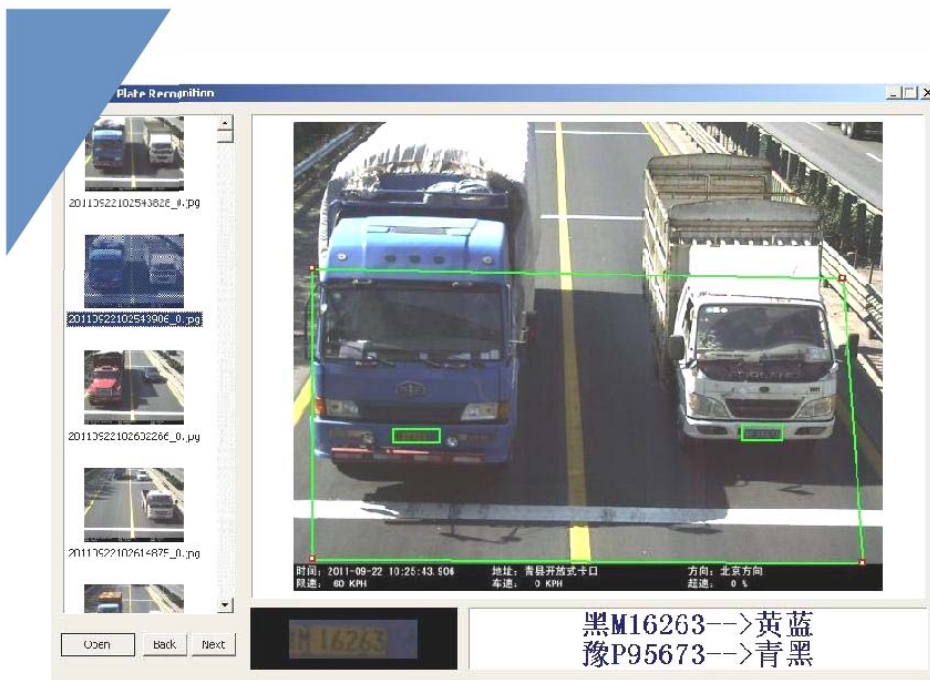 Plate Recognition
20110922102543828_0.jpg
20110922102543906_0.jpg
20110922102602266_0.jpg
20110922102614875_0.jpg
时间: 2011-09-22 10:25:43.906 地址: 青县开放式卡口 方向: 北京方向
限速: 60 KPH 车速: 0 KPH 超速: 0 %
Open Back Next
M 16263
黑M16263-->黄蓝
豫P95673-->青黑